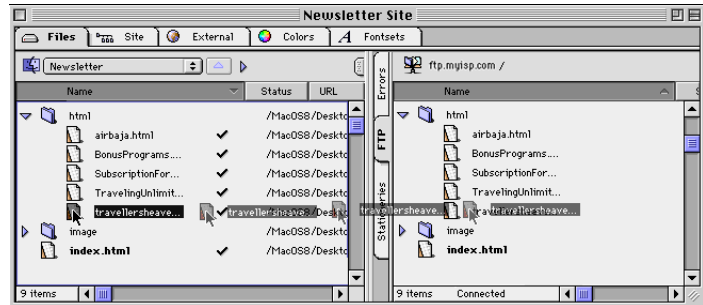 Newsletter Site
Files Site External Colors Fontsets
Newsletter
ftp.myisp.com /
Errors
FTP
Name Status URL
html /MacOS8/Deskto
airbaja.html /MacOS8/Deskto
BonusPrograms.... /MacOS8/Deskto
SubscriptionFor... /MacOS8/Deskto
TravelingUnlimit... /MacOS8/Deskto
travellersheave... travellersheave...
image /MacOS8/Deskto
index.html /MacOS8/Deskto
9 items
Name S
html
airbaja.html
BonusPrograms....
SubscriptionFor...
TravelingUnlimit...
travellersheave... travellersheave...
image
index.html
9 items Connected